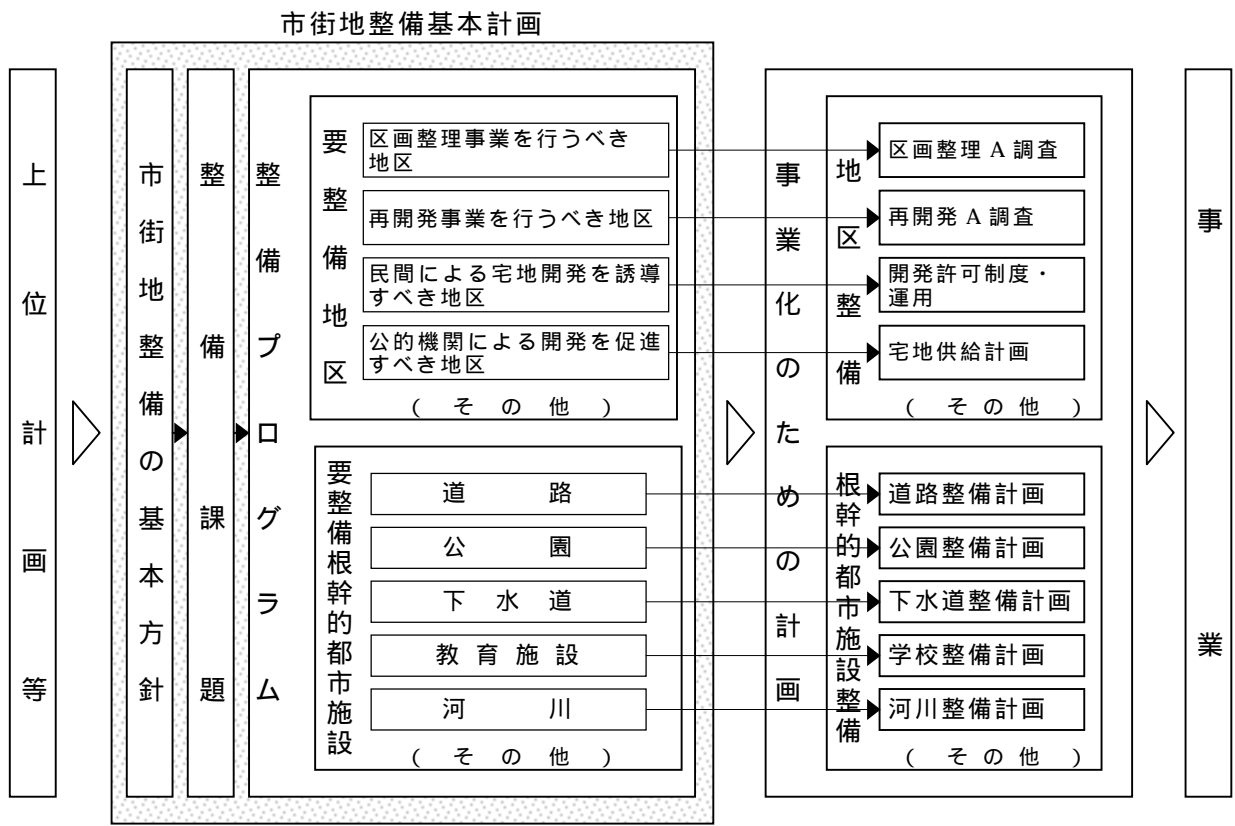 市街地整備基本計画
上位計画等
市街地整備の基本方針
整備課題
整備プログラム
要整備地区
区画整理事業を行うべき
地区
再開発事業を行うべき地区
民間による宅地開発を誘導
すべき地区
公的機関による開発を促進
すべき地区
(その他)
要整備根幹的都市施設
道路
公園
下水道
教育施設
河川
(その他)
事業化のための計画
地区整備
区画整理 A 調査
再開発 A 調査
開発許可制度・
運用
宅地供給計画
(その他)
根幹的都市施設整備
道路整備計画
公園整備計画
下水道整備計画
学校整備計画
河川整備計画
(その他)
事業